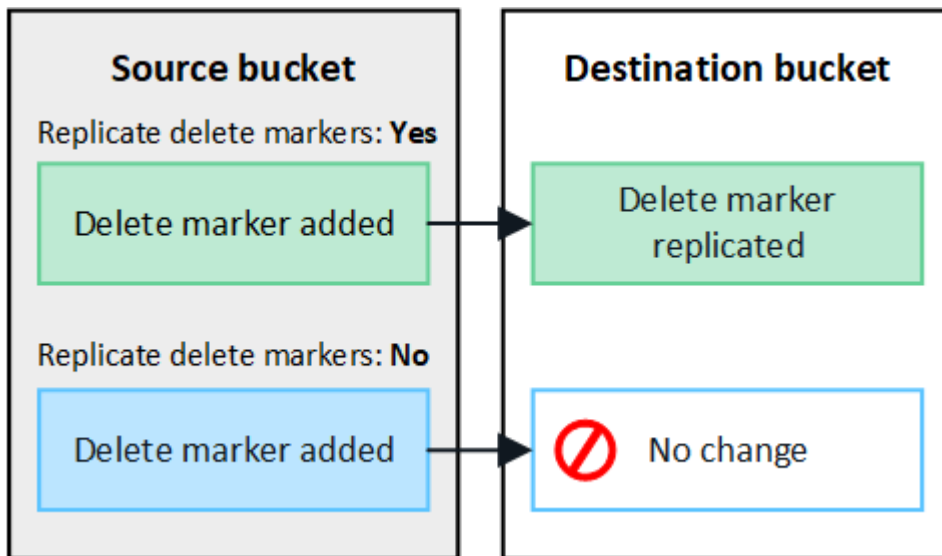 Source bucket
Replicate delete markers: Yes
Delete marker added
Replicate delete markers: No
Delete marker added
Destination bucket
Delete marker
replicated
No change